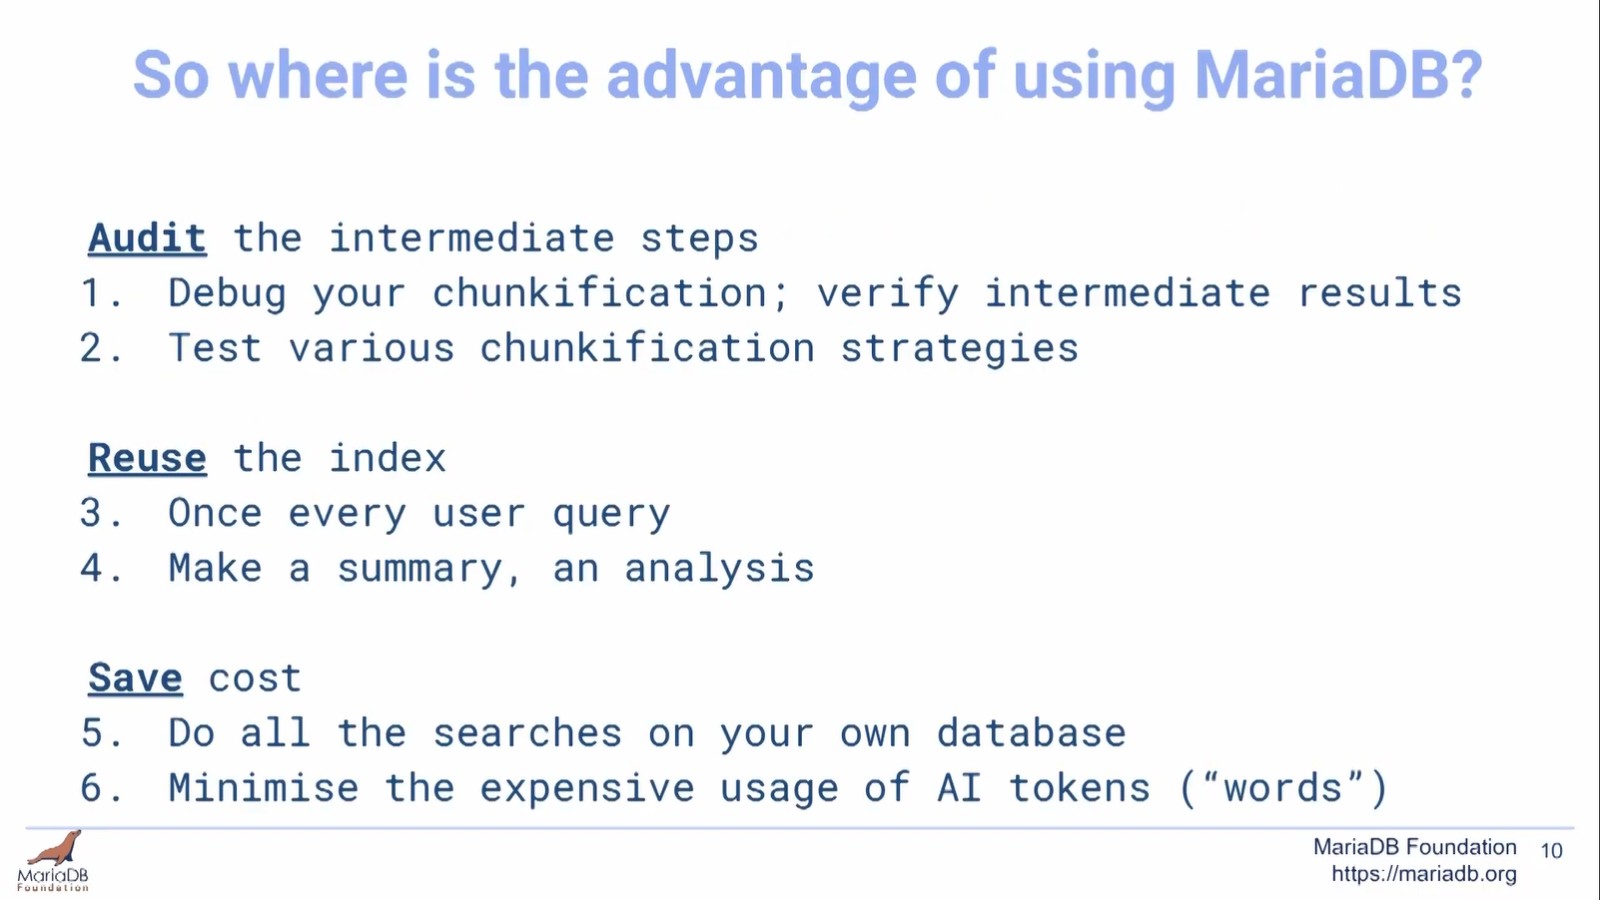 So where is the advantage of using MariaDB?
Audit the intermediate steps
1. Debug your chunkification; verify intermediate results
2. Test various chunkification strategies
Reuse the index
3. Once every user query
4. Make a summary, an analysis
Save cost
5. Do all the searches on your own database
6. Minimise the expensive usage of AI tokens (“words”)
MariaDB
Foundation
MariaDB Foundation 10
https://mariadb.org